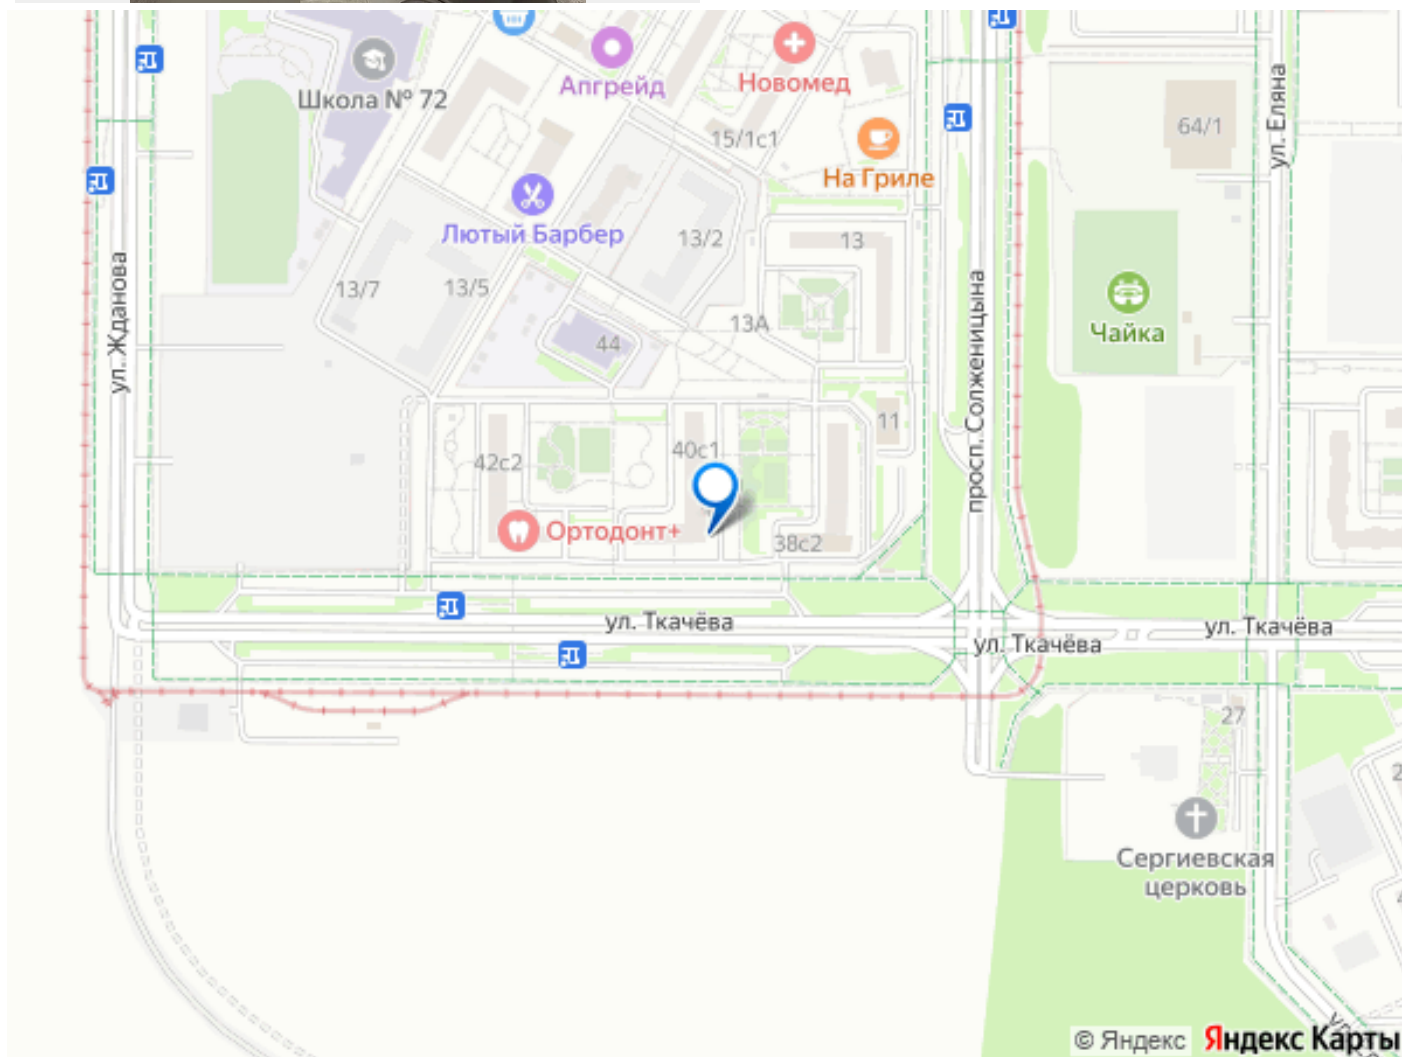 Школа № 72
Апгрейд
Новомед
15/1с1
На Гриле
64/1
ул. Еляна
Лютый Барбер
13/2
13
ул. Жданова
13/7
13/5
13А
44
просп. Солженицына
Чайка
11
40с1
42с2
Ортодонт+
38с2
ул. Ткачёва
ул. Ткачёва
ул. Ткачёва
27
Сергиевская
церковь
© Яндекс Яндекс Карты